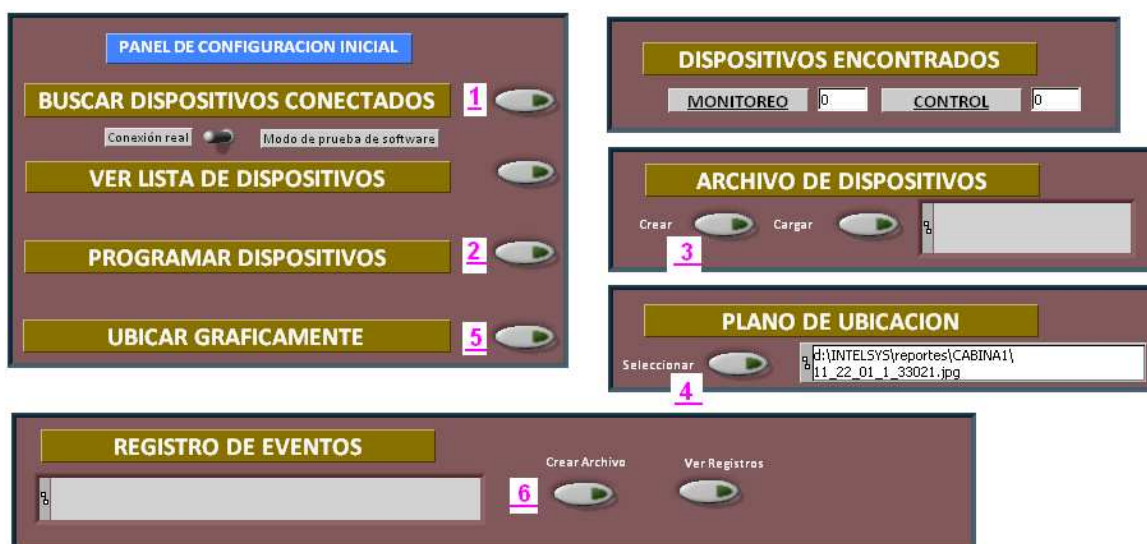 PANEL DE CONFIGURACION INICIAL
BUSCAR DISPOSITIVOS CONECTADOS 1
Conexión real Modo de prueba de software
VER LISTA DE DISPOSITIVOS
PROGRAMAR DISPOSITIVOS 2
UBICAR GRAFICAMENTE 5
DISPOSITIVOS ENCONTRADOS
MONITOREO 0 CONTROL 0
ARCHIVO DE DISPOSITIVOS
Crear Cargar
3
PLANO DE UBICACION
Seleccionar d:\INTELSYS\reportes\CABINA1\
11_22_01_1_33021.jpg
4
REGISTRO DE EVENTOS
Crear Archivo Ver Registros
6